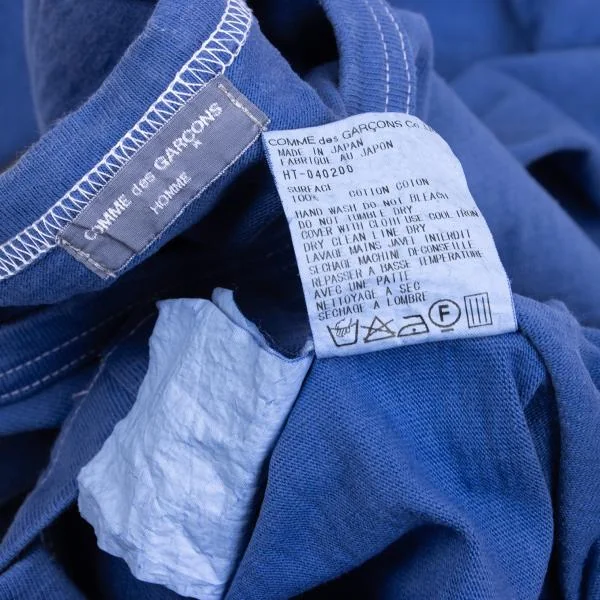 COMME des GARÇONS
HOMME
COMME des GARÇONS Co.,
MADE IN JAPAN
FABRIQUE AU JAPON
HT-040200
SURFACE
100% COTTON COTON
HAND WASH DO NOT BLEACH
DO NOT TUMBLE DRY
COVER WITH CLOTH USE COOL IRON
DRY CLEAN LINE DRY
LAVAGE MAINS JAVEL INTERDIT
SECHAGE MACHINE DECONSEILLE
REPASSER A BASSE TEMPERATURE
AVEC UNE PATTE
NETTOYAGE A SEC
SECHAGE A LOMBRE
F